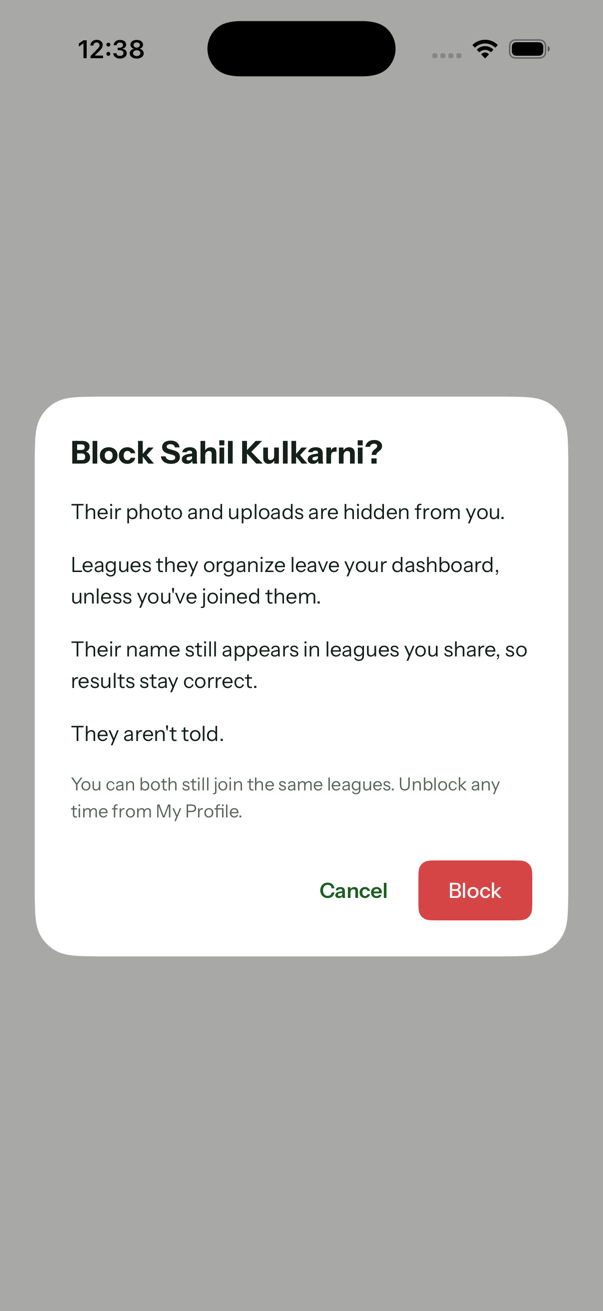 12:38
Block Sahil Kulkarni?
Their photo and uploads are hidden from you.
Leagues they organize leave your dashboard,
unless you've joined them.
Their name still appears in leagues you share, so
results stay correct.
They aren't told.
You can both still join the same leagues. Unblock any
time from My Profile.
Cancel
Block